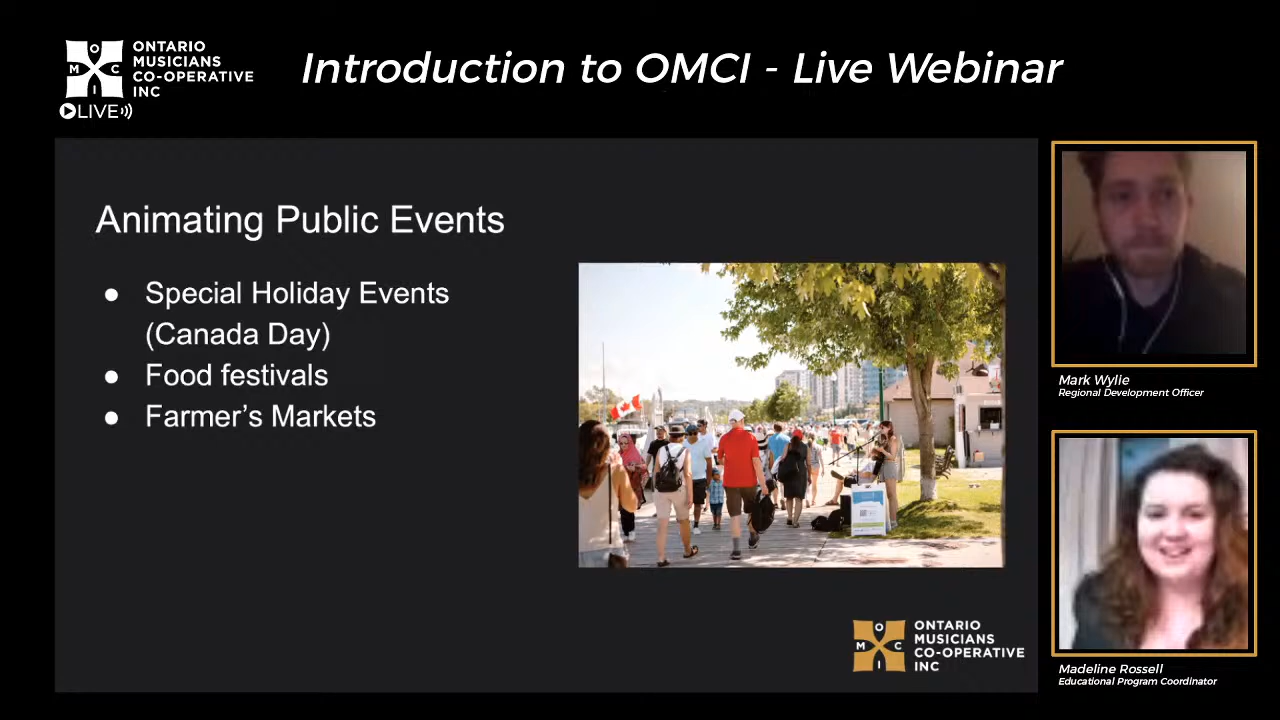 ONTARIO
MUSICIANS
CO-OPERATIVE
INC
O
M C
I
LIVE
Introduction to OMCI - Live Webinar
Animating Public Events
● Special Holiday Events
(Canada Day)
● Food festivals
● Farmer's Markets
O
M C
I
ONTARIO
MUSICIANS
CO-OPERATIVE
INC
Mark Wylie
Regional Development Officer
Madeline Rossell
Educational Program Coordinator